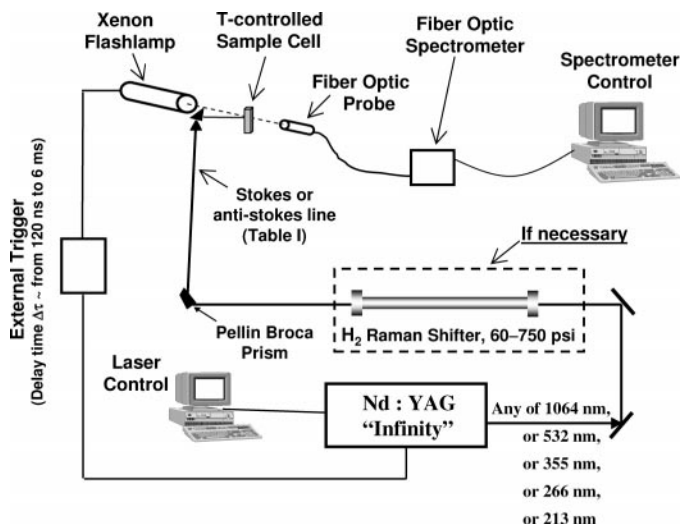 Xenon
Flashlamp
T-controlled
Sample Cell
Fiber Optic
Probe
Fiber Optic
Spectrometer
Spectrometer
Control
External Trigger
(Delay time Δτ ~ from 120 ns to 6 ms)
Stokes or
anti-stokes line
(Table I)
If necessary
H₂ Raman Shifter, 60–750 psi
Pellin Broca
Prism
Laser
Control
Nd : YAG
“Infinity”
Any of 1064 nm,
or 532 nm,
or 355 nm,
or 266 nm,
or 213 nm